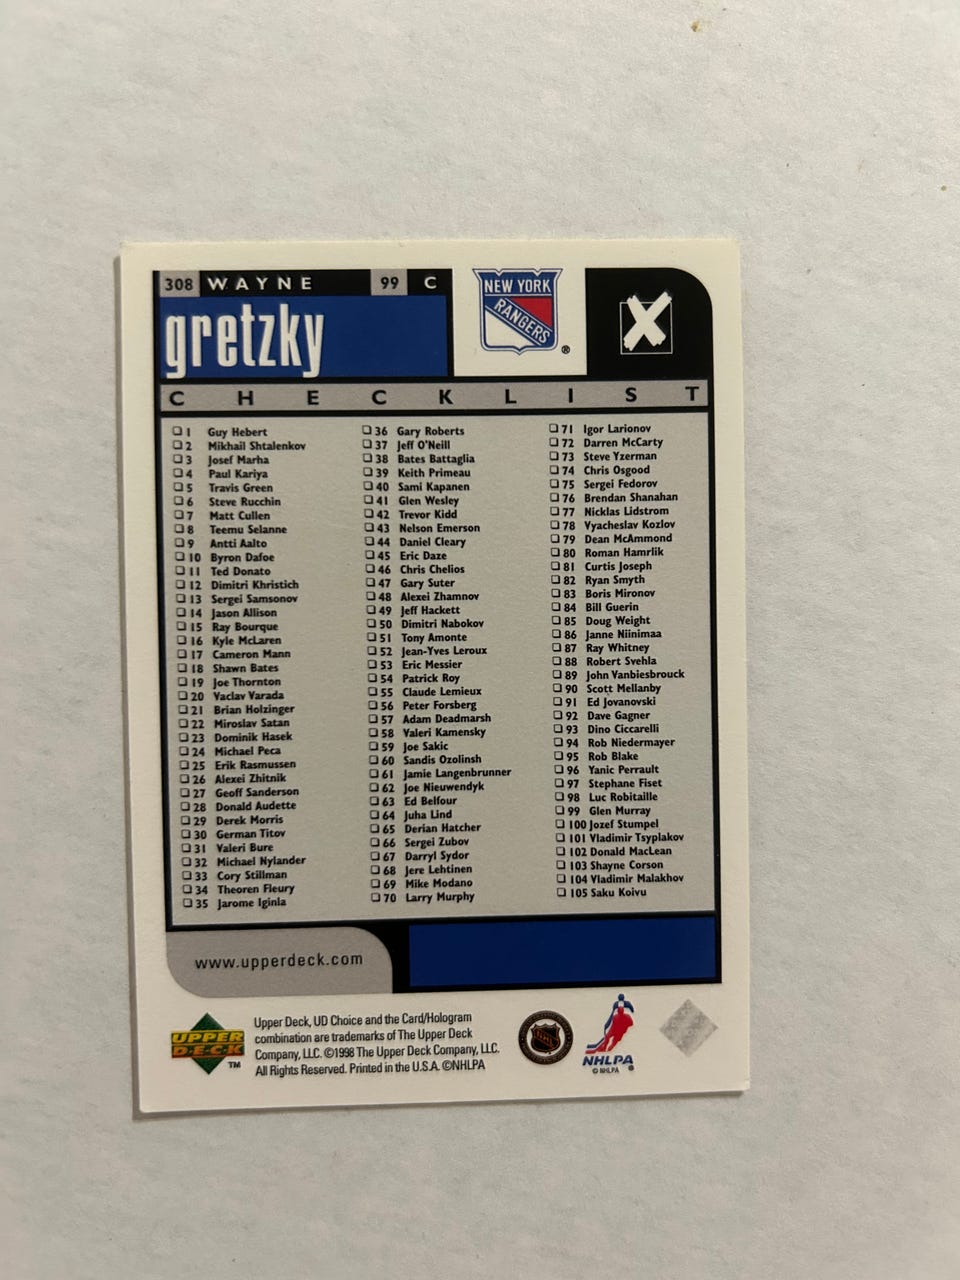 308 WAYNE 99 C
gretzky
NEW YORK
RANGERS
®
CHECKLIST
1 Guy Hebert
2 Mikhail Shtalenkov
3 Josef Marha
4 Paul Kariya
5 Travis Green
6 Steve Rucchin
7 Matt Cullen
8 Teemu Selanne
9 Antti Aalto
10 Byron Dafoe
11 Ted Donato
12 Dimitri Khristich
13 Sergei Samsonov
14 Jason Allison
15 Ray Bourque
16 Kyle McLaren
17 Cameron Mann
18 Shawn Bates
19 Joe Thornton
20 Vaclav Varada
21 Brian Holzinger
22 Miroslav Satan
23 Dominik Hasek
24 Michael Peca
25 Erik Rasmussen
26 Alexei Zhitnik
27 Geoff Sanderson
28 Donald Audette
29 Derek Morris
30 German Titov
31 Valeri Bure
32 Michael Nylander
33 Cory Stillman
34 Theoren Fleury
35 Jarome Iginla
36 Gary Roberts
37 Jeff O'Neill
38 Bates Battaglia
39 Keith Primeau
40 Sami Kapanen
41 Glen Wesley
42 Trevor Kidd
43 Nelson Emerson
44 Daniel Cleary
45 Eric Daze
46 Chris Chelios
47 Gary Suter
48 Alexei Zhamnov
49 Jeff Hackett
50 Dimitri Nabokov
51 Tony Amonte
52 Jean-Yves Leroux
53 Eric Messier
54 Patrick Roy
55 Claude Lemieux
56 Peter Forsberg
57 Adam Deadmarsh
58 Valeri Kamensky
59 Joe Sakic
60 Sandis Ozolinsh
61 Jamie Langenbrunner
62 Joe Nieuwendyk
63 Ed Belfour
64 Juha Lind
65 Derian Hatcher
66 Sergei Zubov
67 Darryl Sydor
68 Jere Lehtinen
69 Mike Modano
70 Larry Murphy
71 Igor Larionov
72 Darren McCarty
73 Steve Yzerman
74 Chris Osgood
75 Sergei Fedorov
76 Brendan Shanahan
77 Nicklas Lidstrom
78 Vyacheslav Kozlov
79 Dean McAmmond
80 Roman Hamrlik
81 Curtis Joseph
82 Ryan Smyth
83 Boris Mironov
84 Bill Guerin
85 Doug Weight
86 Janne Niinimaa
87 Ray Whitney
88 Robert Svehla
89 John Vanbiesbrouck
90 Scott Mellanby
91 Ed Jovanovski
92 Dave Gagner
93 Dino Ciccarelli
94 Rob Niedermayer
95 Rob Blake
96 Yanic Perrault
97 Stephane Fiset
98 Luc Robitaille
99 Glen Murray
100 Jozef Stumpel
101 Vladimir Tsyplakov
102 Donald MacLean
103 Shayne Corson
104 Vladimir Malakhov
105 Saku Koivu
www.upperdeck.com
UPPER
DECK
TM
Upper Deck, UD Choice and the Card/Hologram
combination are trademarks of The Upper Deck
Company, LLC. ©1998 The Upper Deck Company, LLC.
All Rights Reserved. Printed in the U.S.A. ©NHLPA
NHL
NHLPA
© NHLPA